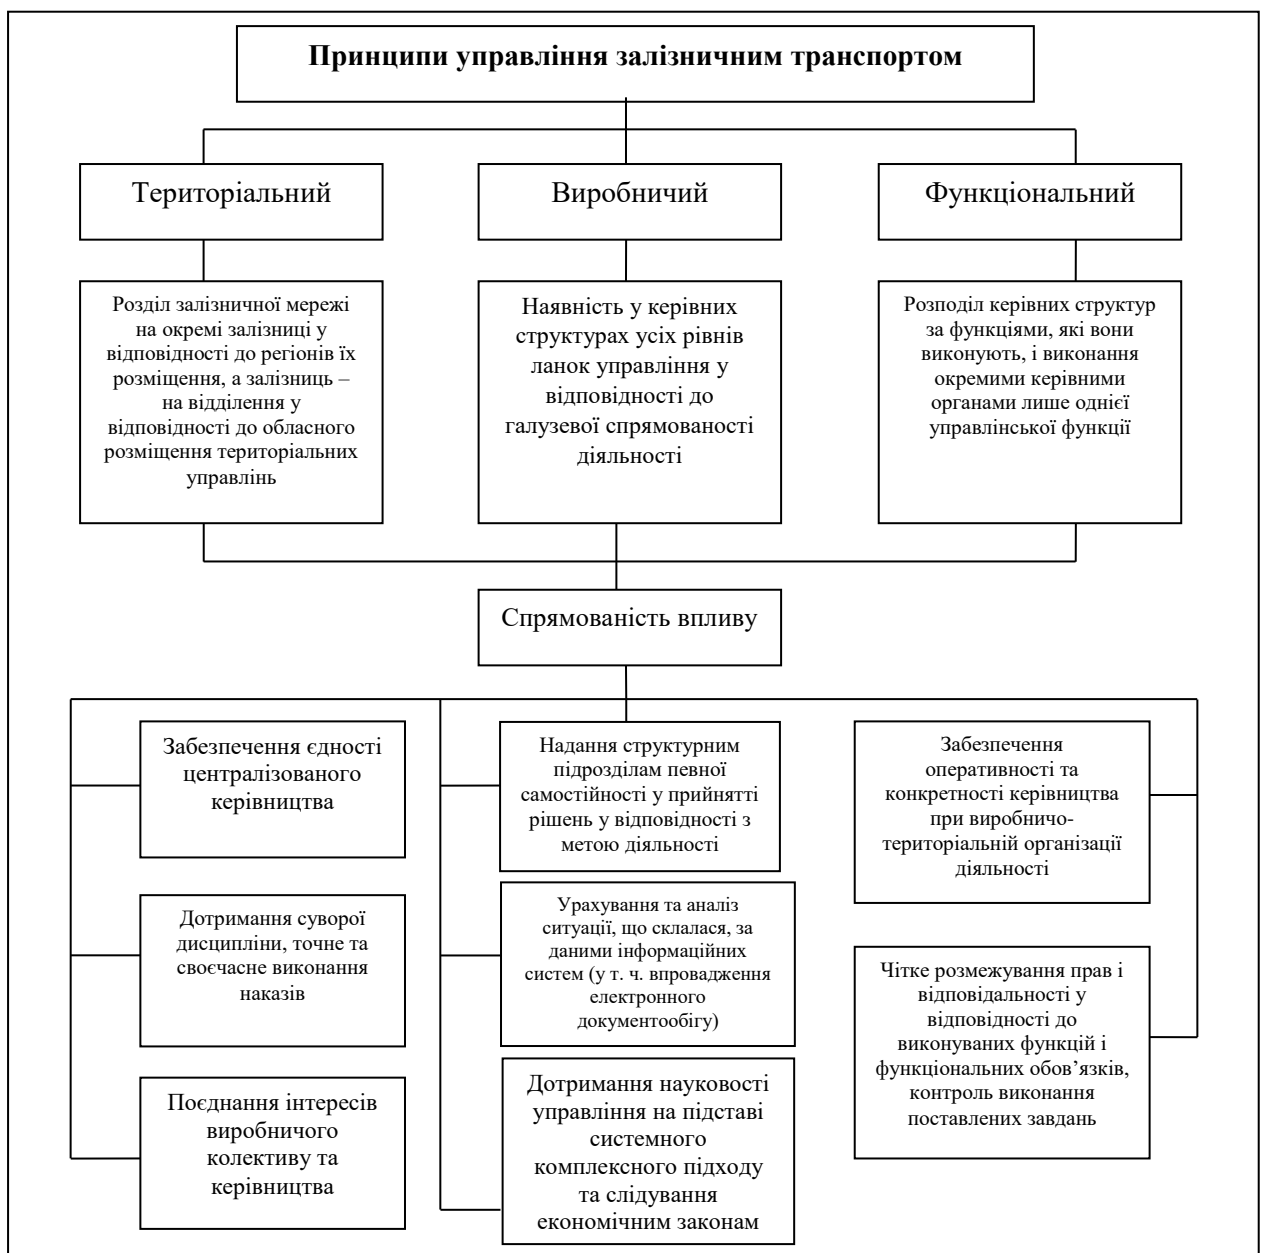 Принципи управління залізничним транспортом
Територіальний
Виробничий
Функціональний
Розділ залізничної мережі
на окремі залізниці у
відповідності до регіонів їх
розміщення, а залізниць –
на відділення у
відповідності до обласного
розміщення територіальних
управлінь
Наявність у керівних
структурах усіх рівнів
ланок управління у
відповідності до
галузевої спрямованості
діяльності
Розподіл керівних структур
за функціями, які вони
виконують, і виконання
окремими керівними
органами лише однієї
управлінської функції
Спрямованість впливу
Забезпечення єдності
централізованого
керівництва
Дотримання суворої
дисципліни, точне та
своєчасне виконання
наказів
Поєднання інтересів
виробничого
колективу та
керівництва
Надання структурним
підрозділам певної
самостійності у прийнятті
рішень у відповідності з
метою діяльності
Урахування та аналіз
ситуації, що склалася, за
даними інформаційних
систем (у т. ч. впровадження
електронного
документообігу)
Дотримання науковості
управління на підставі
системного
комплексного підходу
та слідування
економічним законам
Забезпечення
оперативності та
конкретності керівництва
при виробничо-
територіальній організації
діяльності
Чітке розмежування прав і
відповідальності у
відповідності до
виконуваних функцій і
функціональних обов’язків,
контроль виконання
поставлених завдань